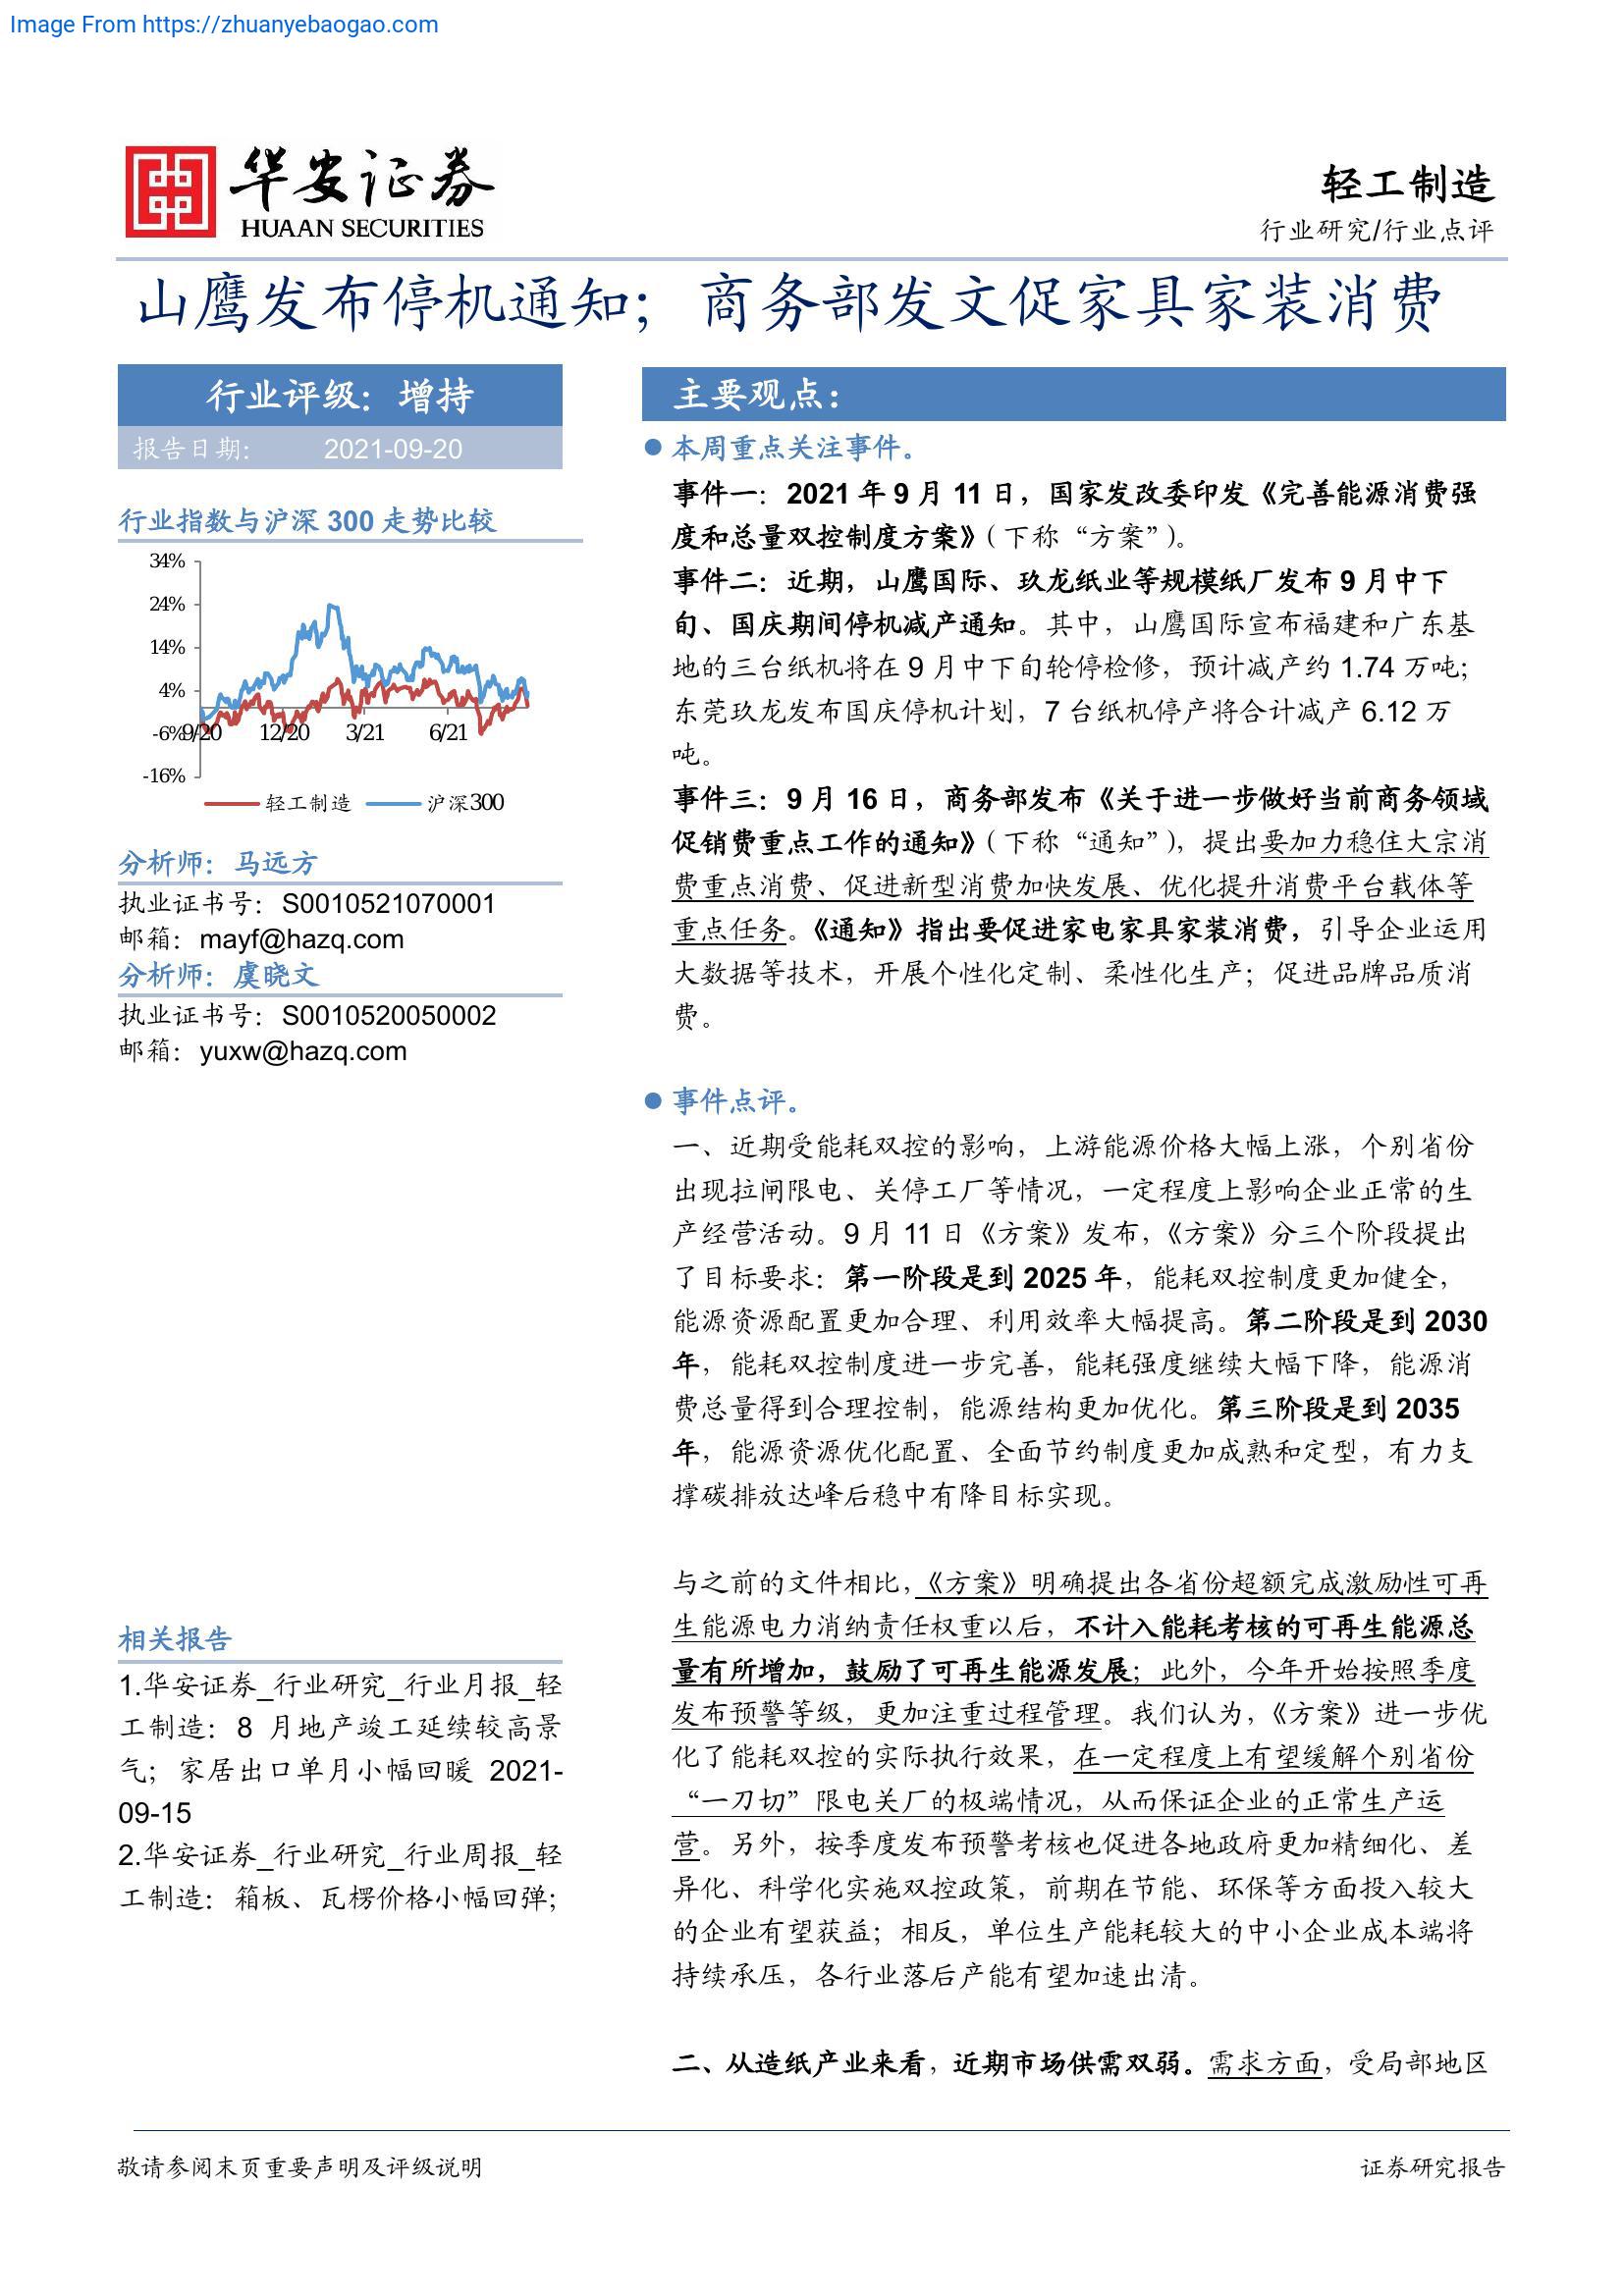 Image From https://zhuanyebaogao.com
华安证券
HUAAN SECURITIES
轻工制造
行业研究/行业点评
山鹰发布停机通知；商务部发文促家具家装消费
行业评级：增持
报告日期： 2021-09-20
行业指数与沪深 300 走势比较
34%
24%
14%
4%
-6%
-16%
9/20 12/20 3/21 6/21
轻工制造 沪深300
分析师：马远方
执业证书号：S0010521070001
邮箱：mayf@hazq.com
分析师：虞晓文
执业证书号：S0010520050002
邮箱：yuxw@hazq.com
相关报告
1.华安证券_行业研究_行业月报_轻
工制造：8 月地产竣工延续较高景
气；家居出口单月小幅回暖 2021-
09-15
2.华安证券_行业研究_行业周报_轻
工制造：箱板、瓦楞价格小幅回弹；
主要观点：
本周重点关注事件。
事件一：2021 年 9 月 11 日，国家发改委印发《完善能源消费强
度和总量双控制度方案》（下称“方案”）。
事件二：近期，山鹰国际、玖龙纸业等规模纸厂发布 9 月中下
旬、国庆期间停机减产通知。其中，山鹰国际宣布福建和广东基
地的三台纸机将在 9 月中下旬轮停检修，预计减产约 1.74 万吨；
东莞玖龙发布国庆停机计划，7 台纸机停产将合计减产 6.12 万
吨。
事件三：9 月 16 日，商务部发布《关于进一步做好当前商务领域
促销费重点工作的通知》（下称“通知”），提出要加力稳住大宗消
费重点消费、促进新型消费加快发展、优化提升消费平台载体等
重点任务。《通知》指出要促进家电家具家装消费，引导企业运用
大数据等技术，开展个性化定制、柔性化生产；促进品牌品质消
费。
事件点评。
一、近期受能耗双控的影响，上游能源价格大幅上涨，个别省份
出现拉闸限电、关停工厂等情况，一定程度上影响企业正常的生
产经营活动。9 月 11 日《方案》发布，《方案》分三个阶段提出
了目标要求：第一阶段是到 2025 年，能耗双控制度更加健全，
能源资源配置更加合理、利用效率大幅提高。第二阶段是到 2030
年，能耗双控制度进一步完善，能耗强度继续大幅下降，能源消
费总量得到合理控制，能源结构更加优化。第三阶段是到 2035
年，能源资源优化配置、全面节约制度更加成熟和定型，有力支
撑碳排放达峰后稳中有降目标实现。
与之前的文件相比，《方案》明确提出各省份超额完成激励性可再
生能源电力消纳责任权重以后，不计入能耗考核的可再生能源总
量有所增加，鼓励了可再生能源发展；此外，今年开始按照季度
发布预警等级，更加注重过程管理。我们认为，《方案》进一步优
化了能耗双控的实际执行效果，在一定程度上有望缓解个别省份
“一刀切”限电关厂的极端情况，从而保证企业的正常生产运
营。另外，按季度发布预警考核也促进各地政府更加精细化、差
异化、科学化实施双控政策，前期在节能、环保等方面投入较大
的企业有望获益；相反，单位生产能耗较大的中小企业成本端将
持续承压，各行业落后产能有望加速出清。
二、从造纸产业来看，近期市场供需双弱。需求方面，受局部地区
敬请参阅末页重要声明及评级说明
证券研究报告